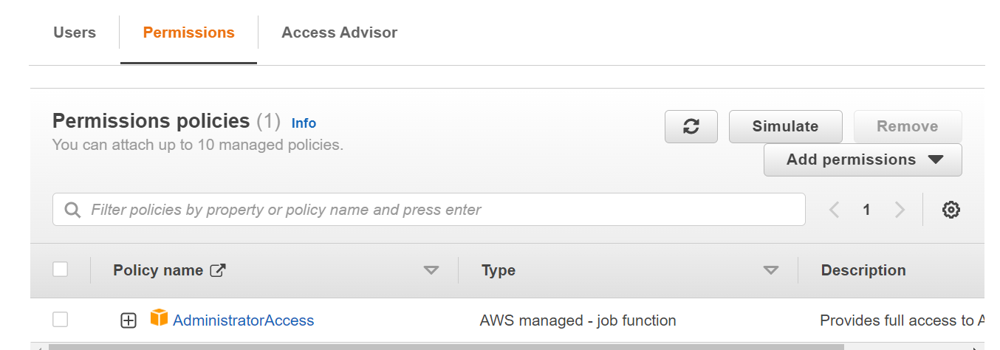 Users Permissions Access Advisor
Permissions policies (1) Info
You can attach up to 10 managed policies.
Simulate Remove
Add permissions
Filter policies by property or policy name and press enter
1
Policy name Type Description
AdministratorAccess AWS managed - job function Provides full access to A